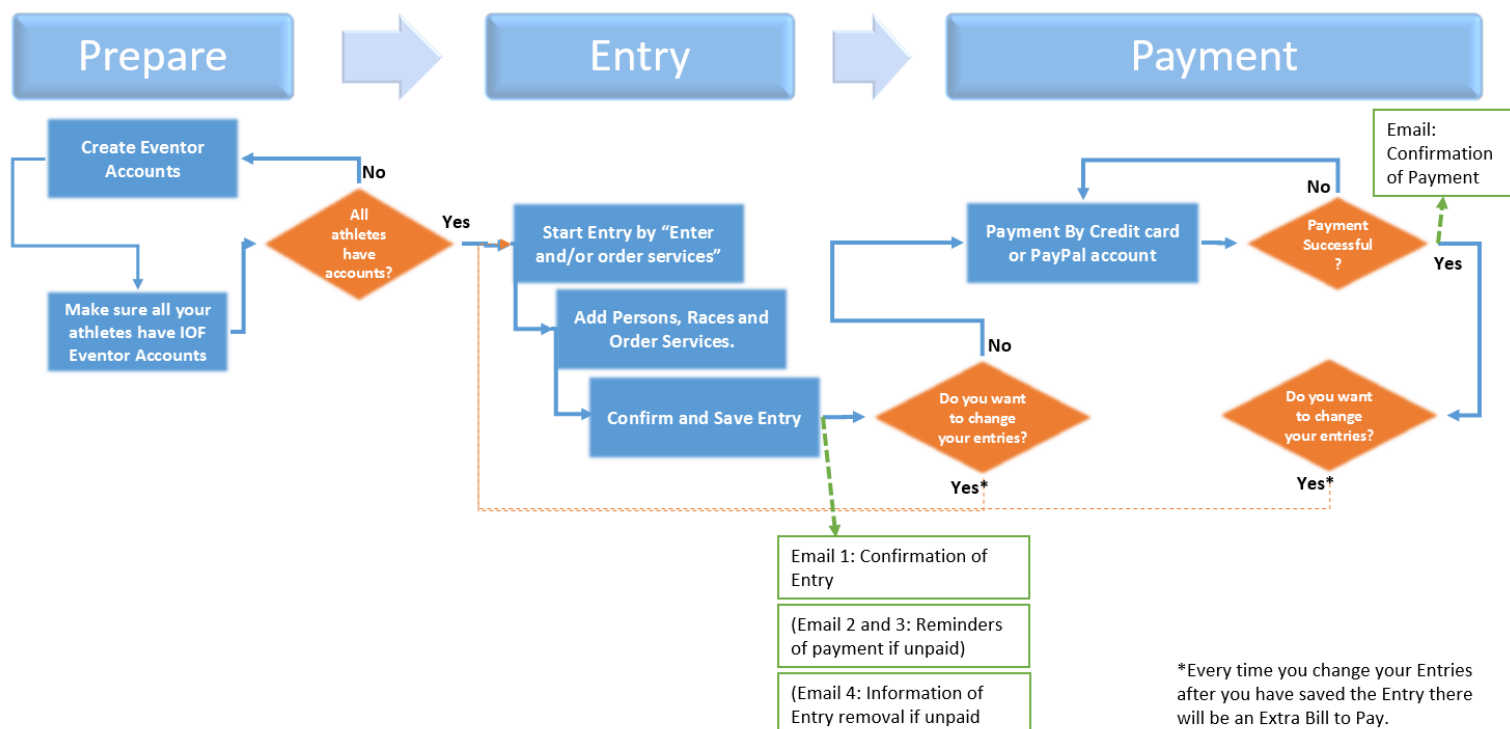 Prepare
Entry
Payment
Create Eventor
Accounts
No
All
athletes
have
accounts?
Yes
Make sure all your
athletes have IOF
Eventor Accounts
Start Entry by “Enter
and/or order services”
Add Persons, Races and
Order Services.
Confirm and Save Entry
Do you want
to change
your entries?
No
Yes*
Payment By Credit card
or PayPal account
No
Payment
Successful
?
Yes
Email:
Confirmation
of Payment
Do you want
to change
your entries?
Yes*
Email 1: Confirmation of
Entry
(Email 2 and 3: Reminders
of payment if unpaid)
(Email 4: Information of
Entry removal if unpaid
*Every time you change your Entries
after you have saved the Entry there
will be an Extra Bill to Pay.